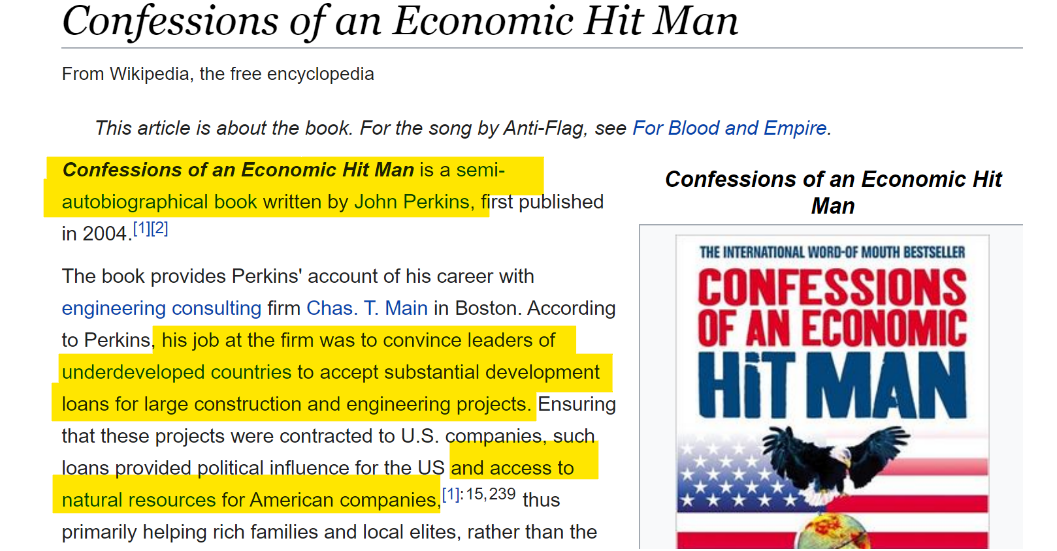 Confessions of an Economic Hit Man
From Wikipedia, the free encyclopedia
This article is about the book. For the song by Anti-Flag, see For Blood and Empire.
Confessions of an Economic Hit Man is a semi-
autobiographical book written by John Perkins, first published
in 2004.[1][2]
The book provides Perkins' account of his career with
engineering consulting firm Chas. T. Main in Boston. According
to Perkins, his job at the firm was to convince leaders of
underdeveloped countries to accept substantial development
loans for large construction and engineering projects. Ensuring
that these projects were contracted to U.S. companies, such
loans provided political influence for the US and access to
natural resources for American companies,[1]:15,239 thus
primarily helping rich families and local elites, rather than the
Confessions of an Economic Hit
Man
THE INTERNATIONAL WORD-OF MOUTH BESTSELLER
CONFESSIONS
OF AN ECONOMIC
HiT MAN